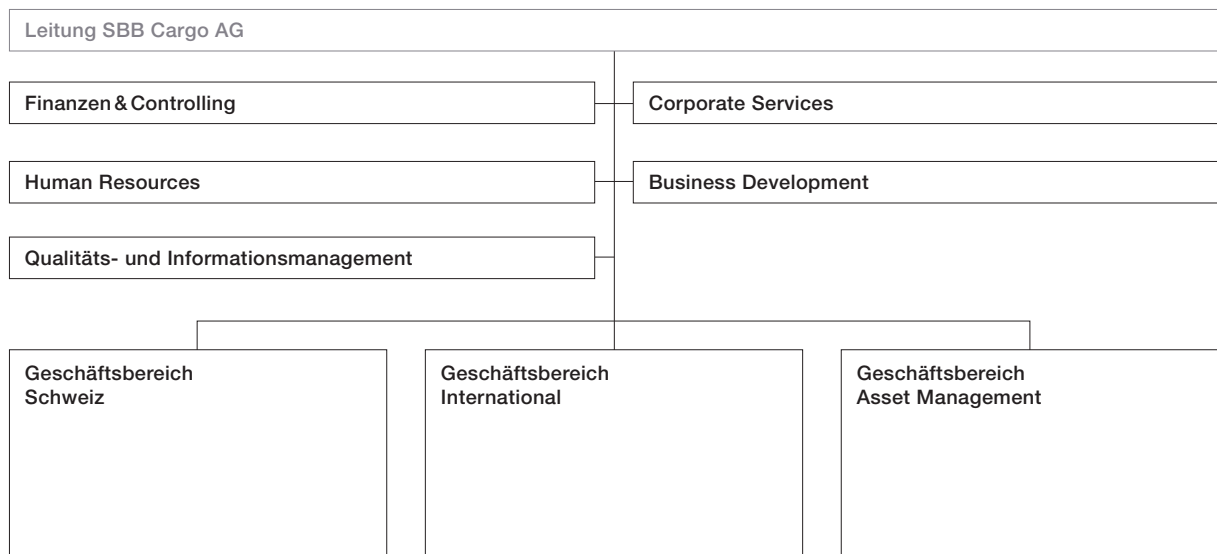 Leitung SBB Cargo AG
Finanzen & Controlling
Corporate Services
Human Resources
Business Development
Qualitäts- und Informationsmanagement
Geschäftsbereich
Schweiz
Geschäftsbereich
International
Geschäftsbereich
Asset Management